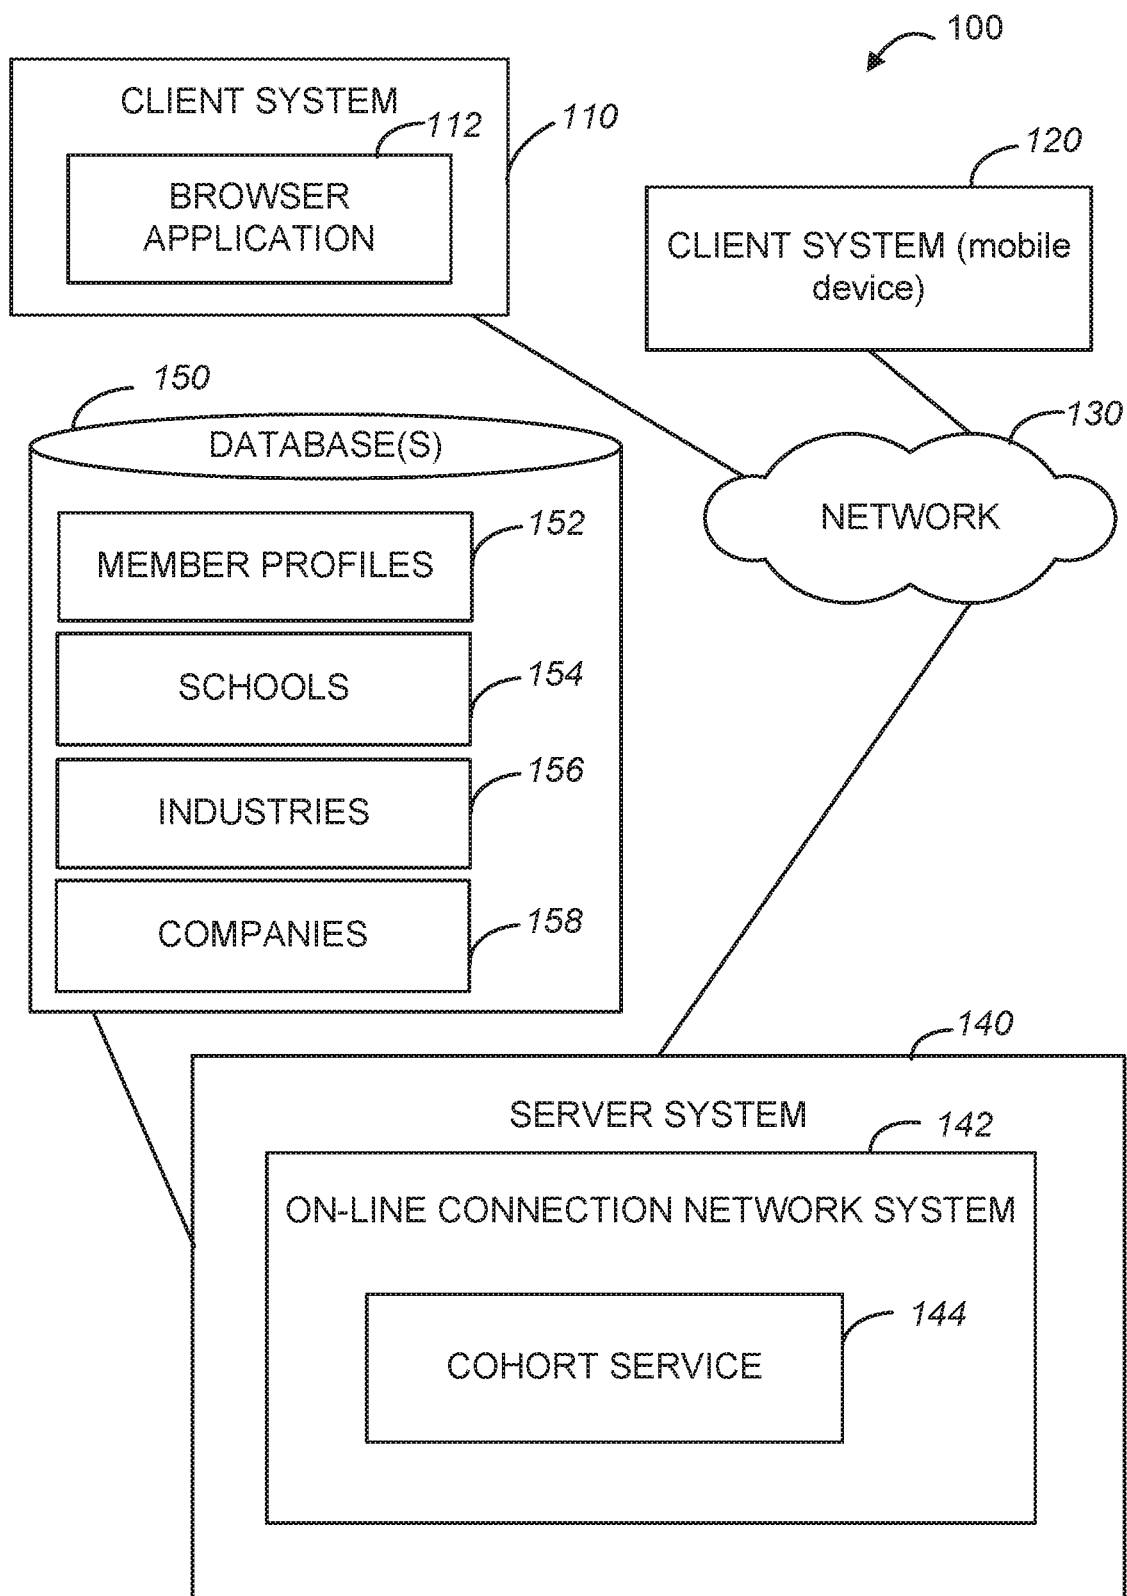 100
CLIENT SYSTEM
112
110
BROWSER
APPLICATION
120
CLIENT SYSTEM (mobile
device)
150
DATABASE(S)
130
NETWORK
152
MEMBER PROFILES
154
SCHOOLS
156
INDUSTRIES
158
COMPANIES
140
SERVER SYSTEM
142
ON-LINE CONNECTION NETWORK SYSTEM
144
COHORT SERVICE